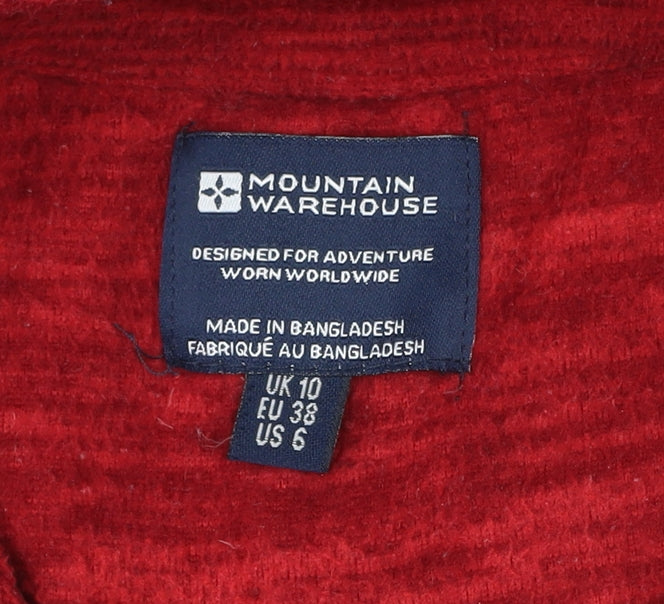 MOUNTAIN
WAREHOUSE
DESIGNED FOR ADVENTURE
WORN WORLDWIDE
MADE IN BANGLADESH
FABRIQUÉ AU BANGLADESH
UK 10
EU 38
US 6